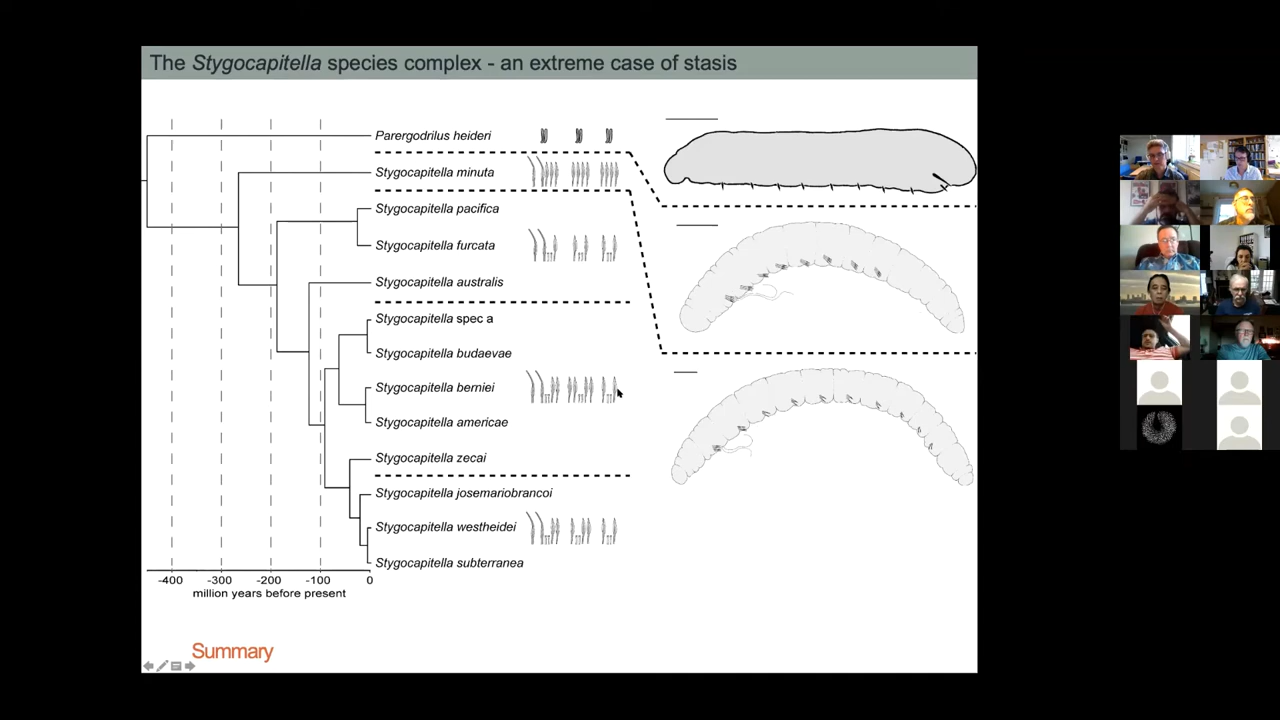 The Stygocapitella species complex - an extreme case of stasis
Parergodrilus heideri
Stygocapitella minuta
Stygocapitella pacifica
Stygocapitella furcata
Stygocapitella australis
Stygocapitella spec a
Stygocapitella budaevae
Stygocapitella berniei
Stygocapitella americae
Stygocapitella zecai
Stygocapitella josemariobrancoi
Stygocapitella westheidei
Stygocapitella subterranea
-400 -300 -200 -100 0
million years before present
Summary